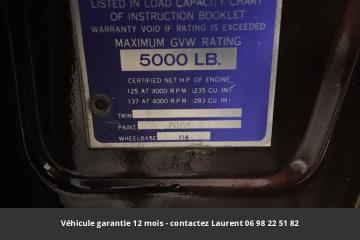 LISTED IN LOAD CAPACITY CHART
OF INSTRUCTION BOOKLET
WARRANTY VOID IF RATING IS EXCEEDED
MAXIMUM GVW RATING
5000 LB.
CERTIFIED NET H.P. OF ENGINE
125 AT 4000 R P M (235 CU IN)
137 AT 4000 R P M (283 CU IN)
TRIM
PAINT
WHEELBASE 114
Véhicule garantie 12 mois - contactez Laurent 06 98 22 51 82